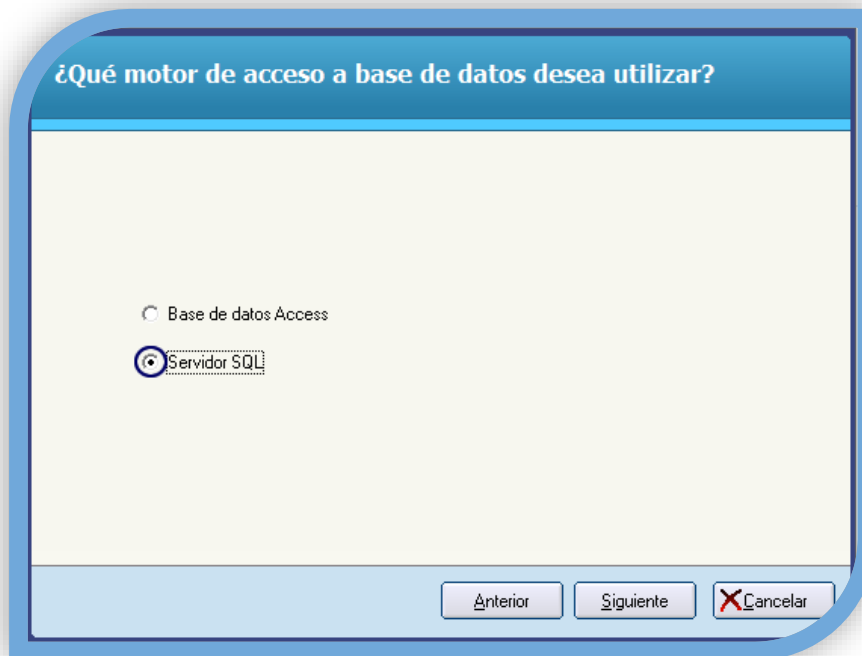 ¿Qué motor de acceso a base de datos desea utilizar?
Base de datos Access
Servidor SQL
Anterior Siguiente Cancelar